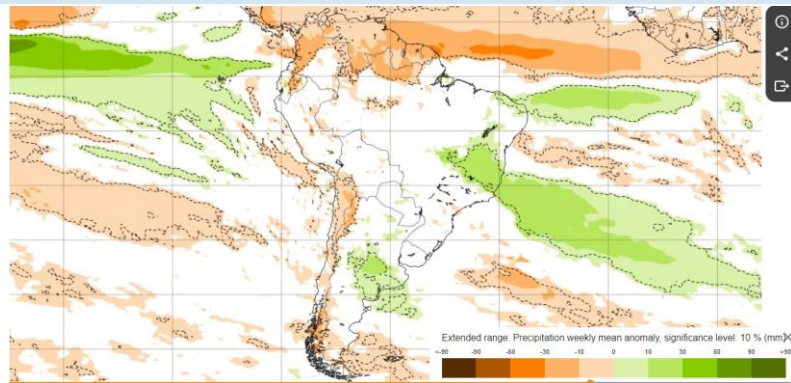 Extended range: Precipitation weekly mean anomaly, significance level: 10 % (mm)
<-90 -90 -60 -30 -10 0 10 30 60 90 >90